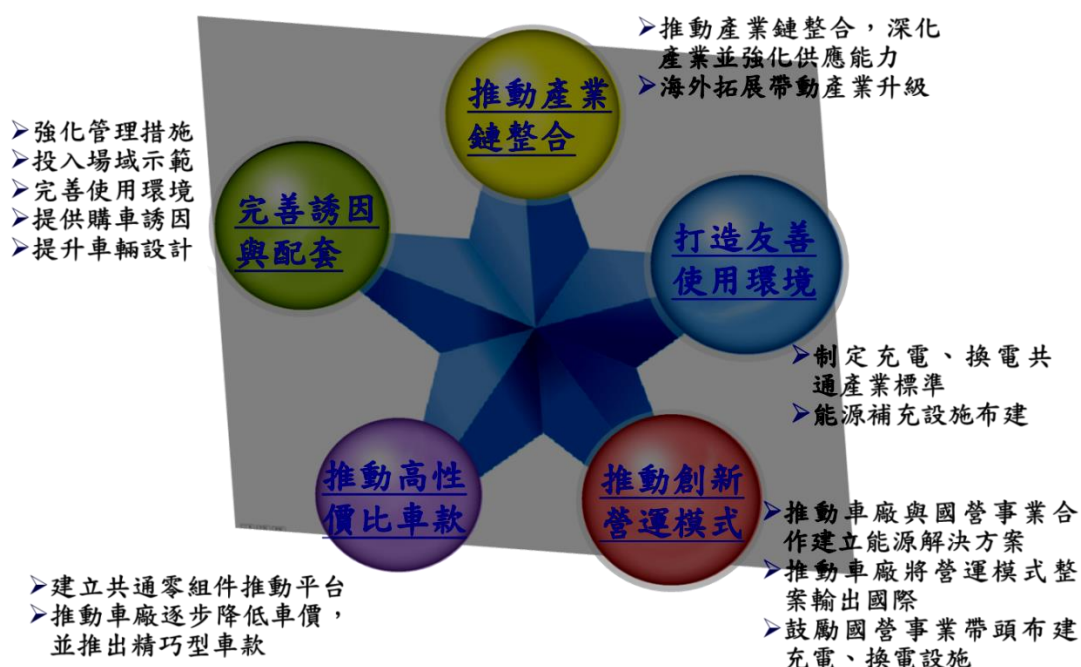 推動產業
鏈整合
➢推動產業鏈整合，深化
產業並強化供應能力
➢海外拓展帶動產業升級
打造友善
使用環境
➢制定充電、換電共
通產業標準
➢能源補充設施布建
推動創新
營運模式
➢推動車廠與國營事業合
作建立能源解決方案
➢推動車廠將營運模式整
案輸出國際
➢鼓勵國營事業帶頭布建
充電、換電設施
推動高性
價比車款
➢建立共通零組件推動平台
➢推動車廠逐步降低車價，
並推出精巧型車款
完善誘因
與配套
➢強化管理措施
➢投入場域示範
➢完善使用環境
➢提供購車誘因
➢提升車輛設計